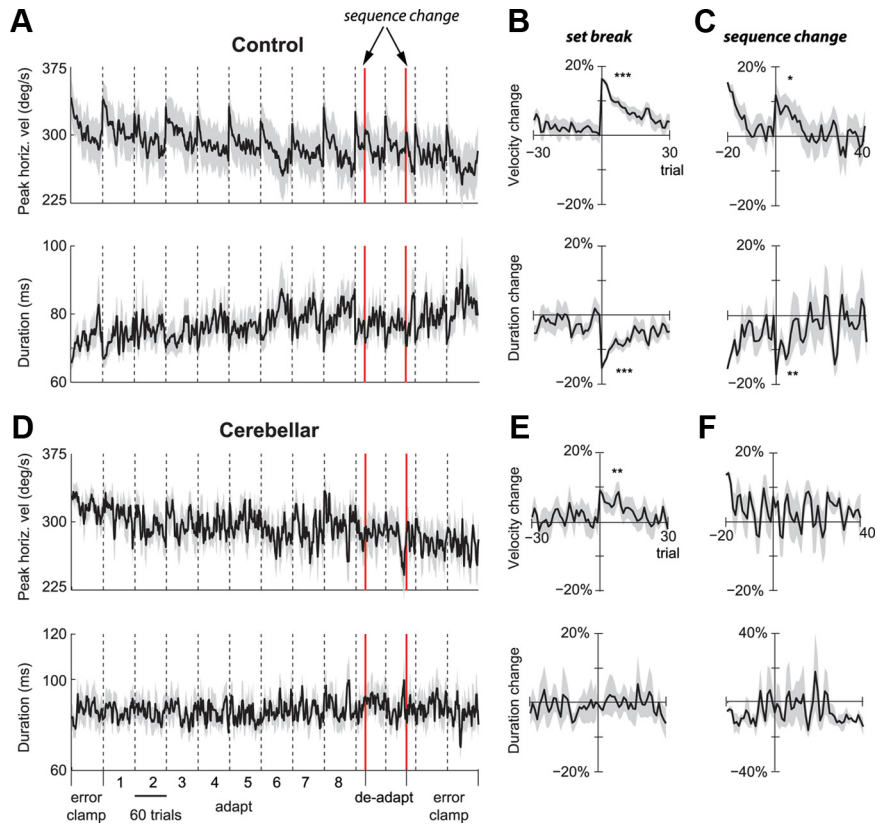 A
sequence change
Control
B
set break
C
sequence change
Peak horiz. vel (deg/s)
375
300
225
Velocity change
20%
***
-30
30
trial
−20%
20%
*
-20
40
−20%
Duration (ms)
100
80
60
Duration change
20%
***
−20%
20%
**
−20%
D
Cerebellar
E
F
Peak horiz. vel (deg/s)
375
300
225
Velocity change
20%
**
-30
30
trial
−20%
20%
-20
40
−20%
Duration (ms)
120
100
60
Duration change
20%
−20%
40%
−40%
1
2
3
4
5
6
7
8
error
clamp
60 trials
adapt
de-adapt
error
clamp